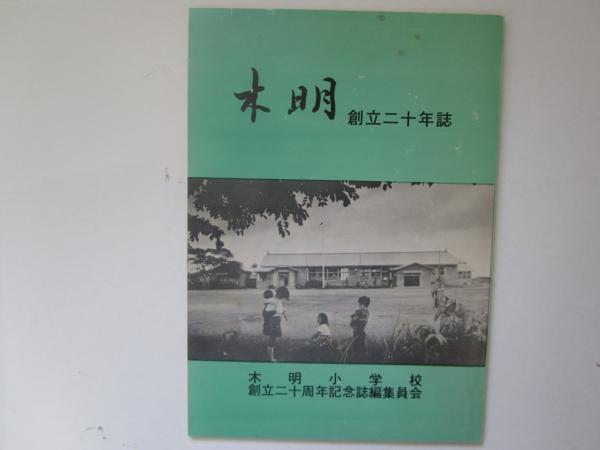 木明
創立二十年誌
木明小学校
創立二十周年記念誌編集員会